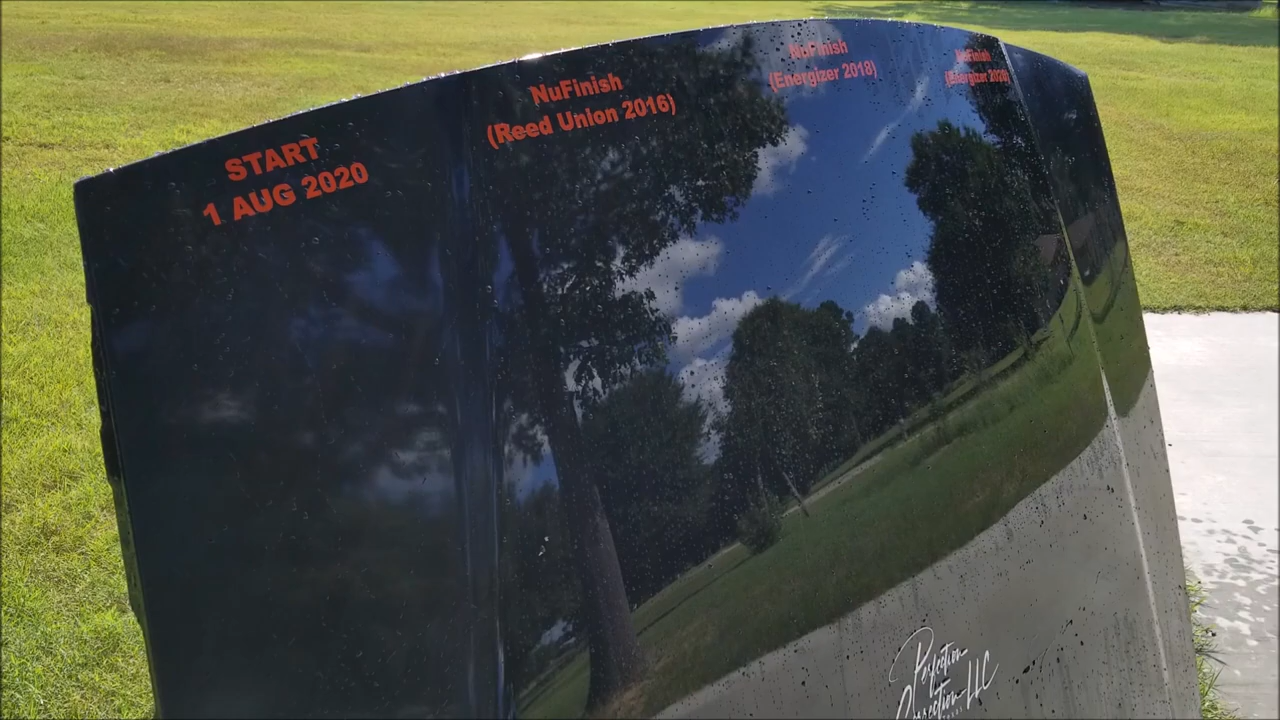 START
1 AUG 2020
NuFinish
(Reed Union 2016)
NuFinish
(Energizer 2018)
NuFinish
(Energizer 2020)
Perfection
Correction LLC